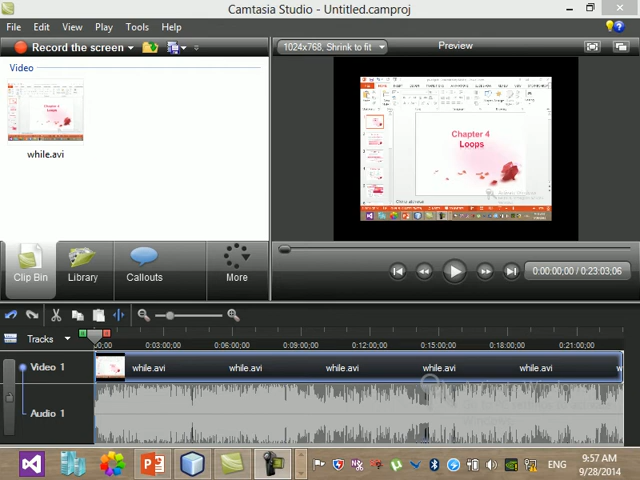 Camtasia Studio - Untitled.camproj
File Edit View Play Tools Help
Record the screen
1024x768, Shrink to fit
Preview
Video
while.avi
Chapter 4
Loops
Clip Bin
Library
Callouts
More
0:00:00;00 / 0:23:03;06
Tracks
0:03:00;00 0:06:00;00 0:09:00;00 0:12:00;00 0:15:00;00 0:18:00;00 0:21:00;00
Video 1
while.avi while.avi while.avi while.avi while.avi
Audio 1
ENG
9:57 AM
9/28/2014